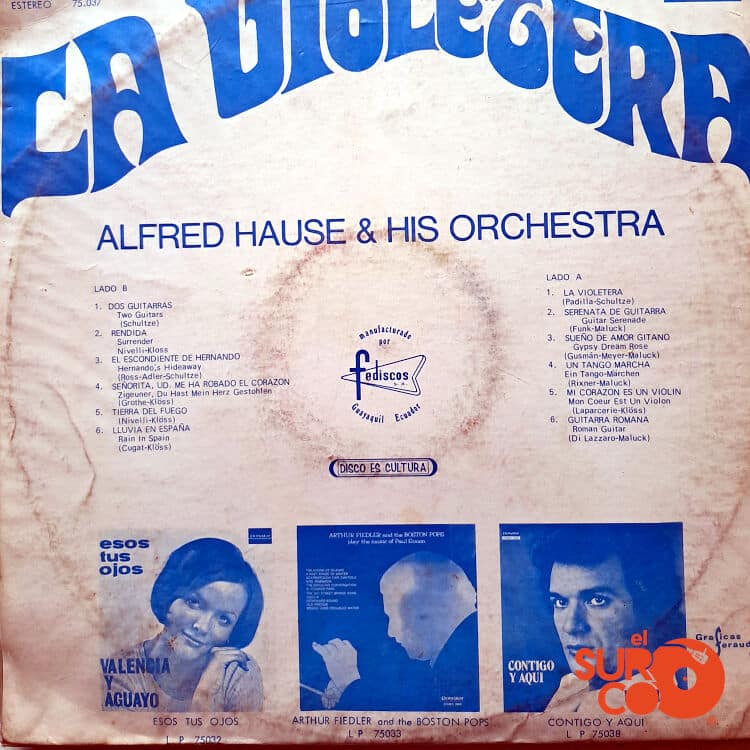 ESTEREO 75.037
LA VIOLETERA
ALFRED HAUSE & HIS ORCHESTRA
LADO B
1. DOS GUITARRAS
Two Guitars
(Schultze)
2. RENDIDA
Surrender
Nivelli-Klöss
3. EL ESCONDIENTE DE HERNANDO
Hernando,s Hideaway
(Ross-Adler-Schultze)
4. SEÑORITA, UD. ME HA ROBADO EL CORAZON
Zigeuner, Du Hast Mein Herz Gestohlen
(Grothe-Klöss)
5. TIERRA DEL FUEGO
(Nivelli-Klöss)
6. LLUVIA EN ESPAÑA
Rain In Spain
(Cugat-Klöss)
LADO A
1. LA VIOLETERA
(Padilla-Schultze)
2. SERENATA DE GUITARRA
Guitar Serenade
(Funk-Maluck)
3. SUEÑO DE AMOR GITANO
Gypsy Dream Rose
(Gusmán-Meyer-Maluck)
4. UN TANGO MARCHA
Ein Tango-Märchen
(Rixner-Maluck)
5. MI CORAZON ES UN VIOLIN
Mon Coeur Est Un Violon
(Laparcerie-Klöss)
6. GUITARRA ROMANA
Roman Guitar
(Di Lazzaro-Maluck)
manufacturado
por
fediscos
S.A.
Guayaquil Ecuador
DISCO ES CULTURA
esos
tus
ojos
VALENCIA
Y
AGUAYO
ARTHUR FIEDLER and the BOSTON POPS
play the music of Paul Simon
CONTIGO
Y AQUI
Graficas
Feraud
el
SURCO
ESOS TUS OJOS
L P 75032
ARTHUR FIEDLER and the BOSTON POPS
L P 75033
CONTIGO Y AQUI
L P 75038